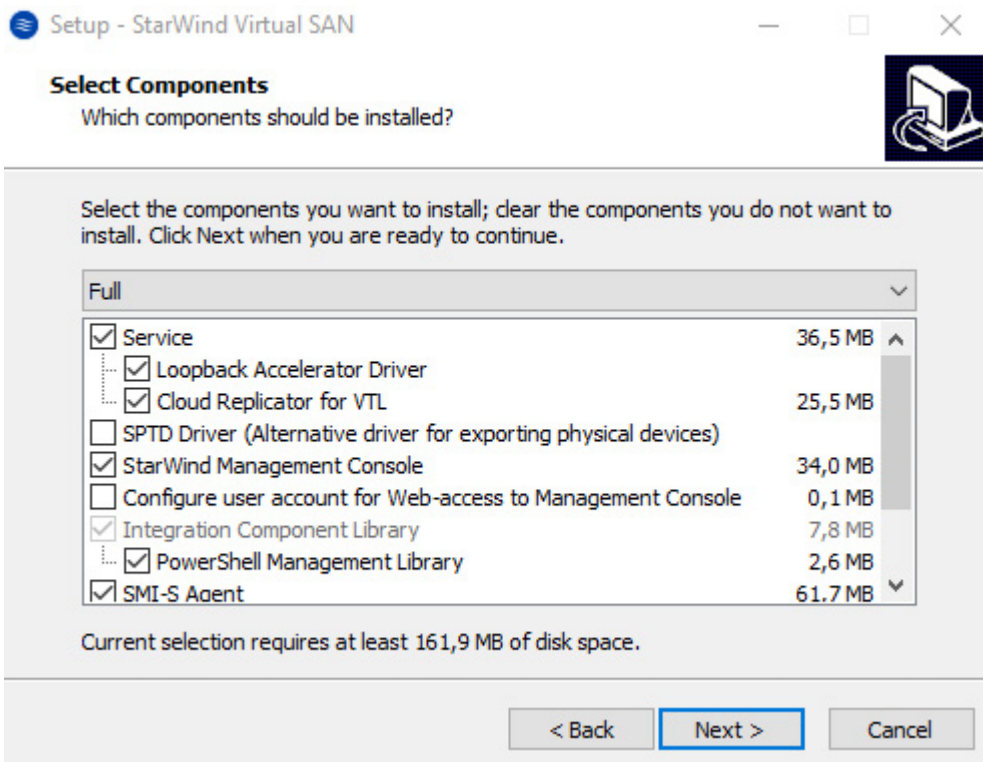 Setup - StarWind Virtual SAN
Select Components
Which components should be installed?
Select the components you want to install; clear the components you do not want to
install. Click Next when you are ready to continue.
Full
Service 36,5 MB
Loopback Accelerator Driver
Cloud Replicator for VTL 25,5 MB
SPTD Driver (Alternative driver for exporting physical devices)
StarWind Management Console 34,0 MB
Configure user account for Web-access to Management Console 0,1 MB
Integration Component Library 7,8 MB
PowerShell Management Library 2,6 MB
SMI-S Agent 61,7 MB
Current selection requires at least 161,9 MB of disk space.
< Back Next > Cancel